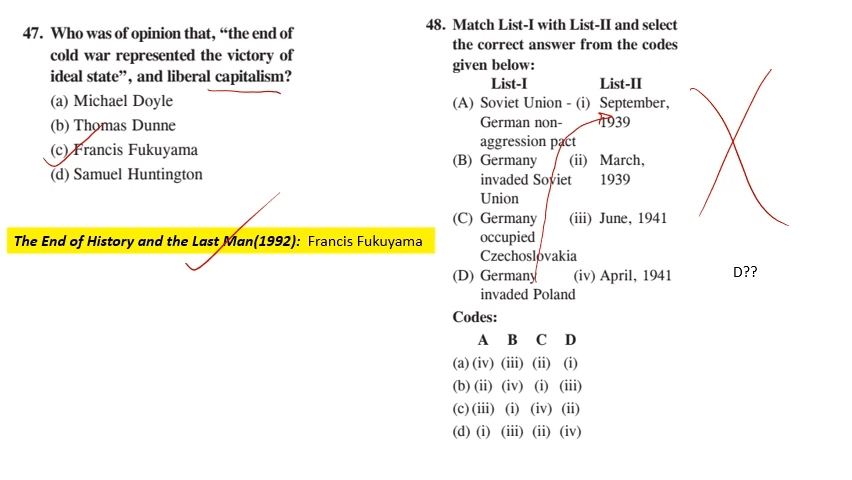 47. Who was of opinion that, “the end of
cold war represented the victory of
ideal state”, and liberal capitalism?
(a) Michael Doyle
(b) Thomas Dunne
(c) Francis Fukuyama
(d) Samuel Huntington
The End of History and the Last Man(1992): Francis Fukuyama
48. Match List-I with List-II and select
the correct answer from the codes
given below:
List-I List-II
(A) Soviet Union - (i) September,
German non- 1939
aggression pact
(B) Germany (ii) March,
invaded Soviet 1939
Union
(C) Germany (iii) June, 1941
occupied
Czechoslovakia
(D) Germany (iv) April, 1941
invaded Poland
Codes:
A B C D
(a) (iv) (iii) (ii) (i)
(b) (ii) (iv) (i) (iii)
(c) (iii) (i) (iv) (ii)
(d) (i) (iii) (ii) (iv)
D??